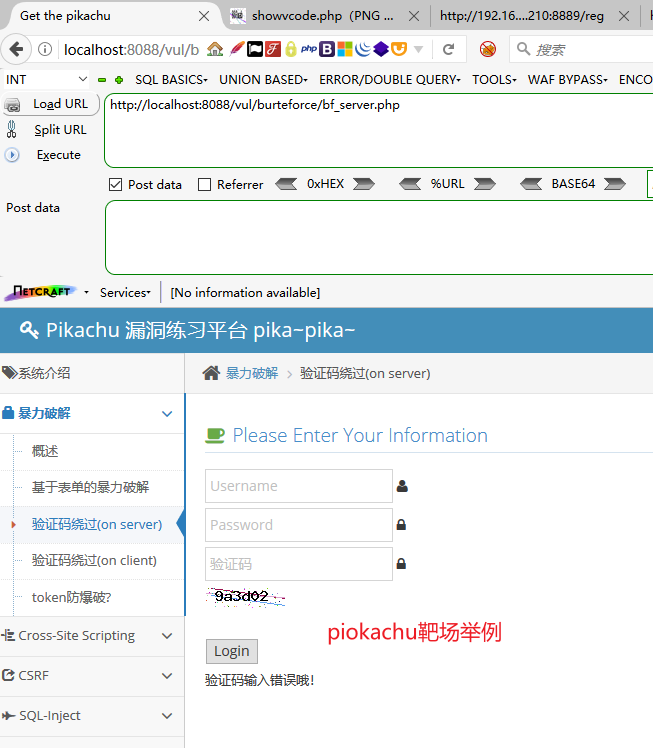 Get the pikachu
showvcode.php (PNG ...
http://192.16....210:8889/reg
localhost:8088/vul/b
php
搜索
INT
SQL BASICS
UNION BASED
ERROR/DOUBLE QUERY
TOOLS
WAF BYPASS
ENCO
Load URL
http://localhost:8088/vul/burteforce/bf_server.php
Split URL
Execute
Post data
Referrer
0xHEX
%URL
BASE64
Post data
NETCRAFT
Services
[No information available]
Pikachu 漏洞练习平台 pika~pika~
系统介绍
暴力破解
概述
基于表单的暴力破解
验证码绕过(on server)
验证码绕过(on client)
token防爆破?
Cross-Site Scripting
CSRF
SQL-Inject
暴力破解
验证码绕过(on server)
Please Enter Your Information
Username
Password
验证码
9a3d02
piokachu靶场举例
Login
验证码输入错误哦!